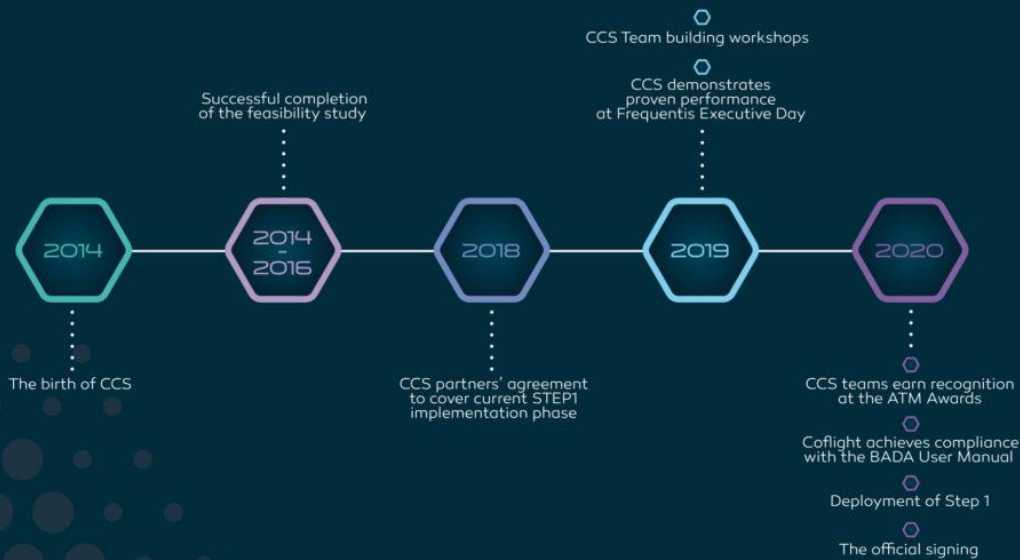 CCS Team building workshops
CCS demonstrates
proven performance
at Frequentis Executive Day
Successful completion
of the feasibility study
2014
2014
-
2016
2018
2019
2020
The birth of CCS
CCS partners' agreement
to cover current STEP1
implementation phase
CCS teams earn recognition
at the ATM Awards
Coflight achieves compliance
with the BADA User Manual
Deployment of Step 1
The official signing